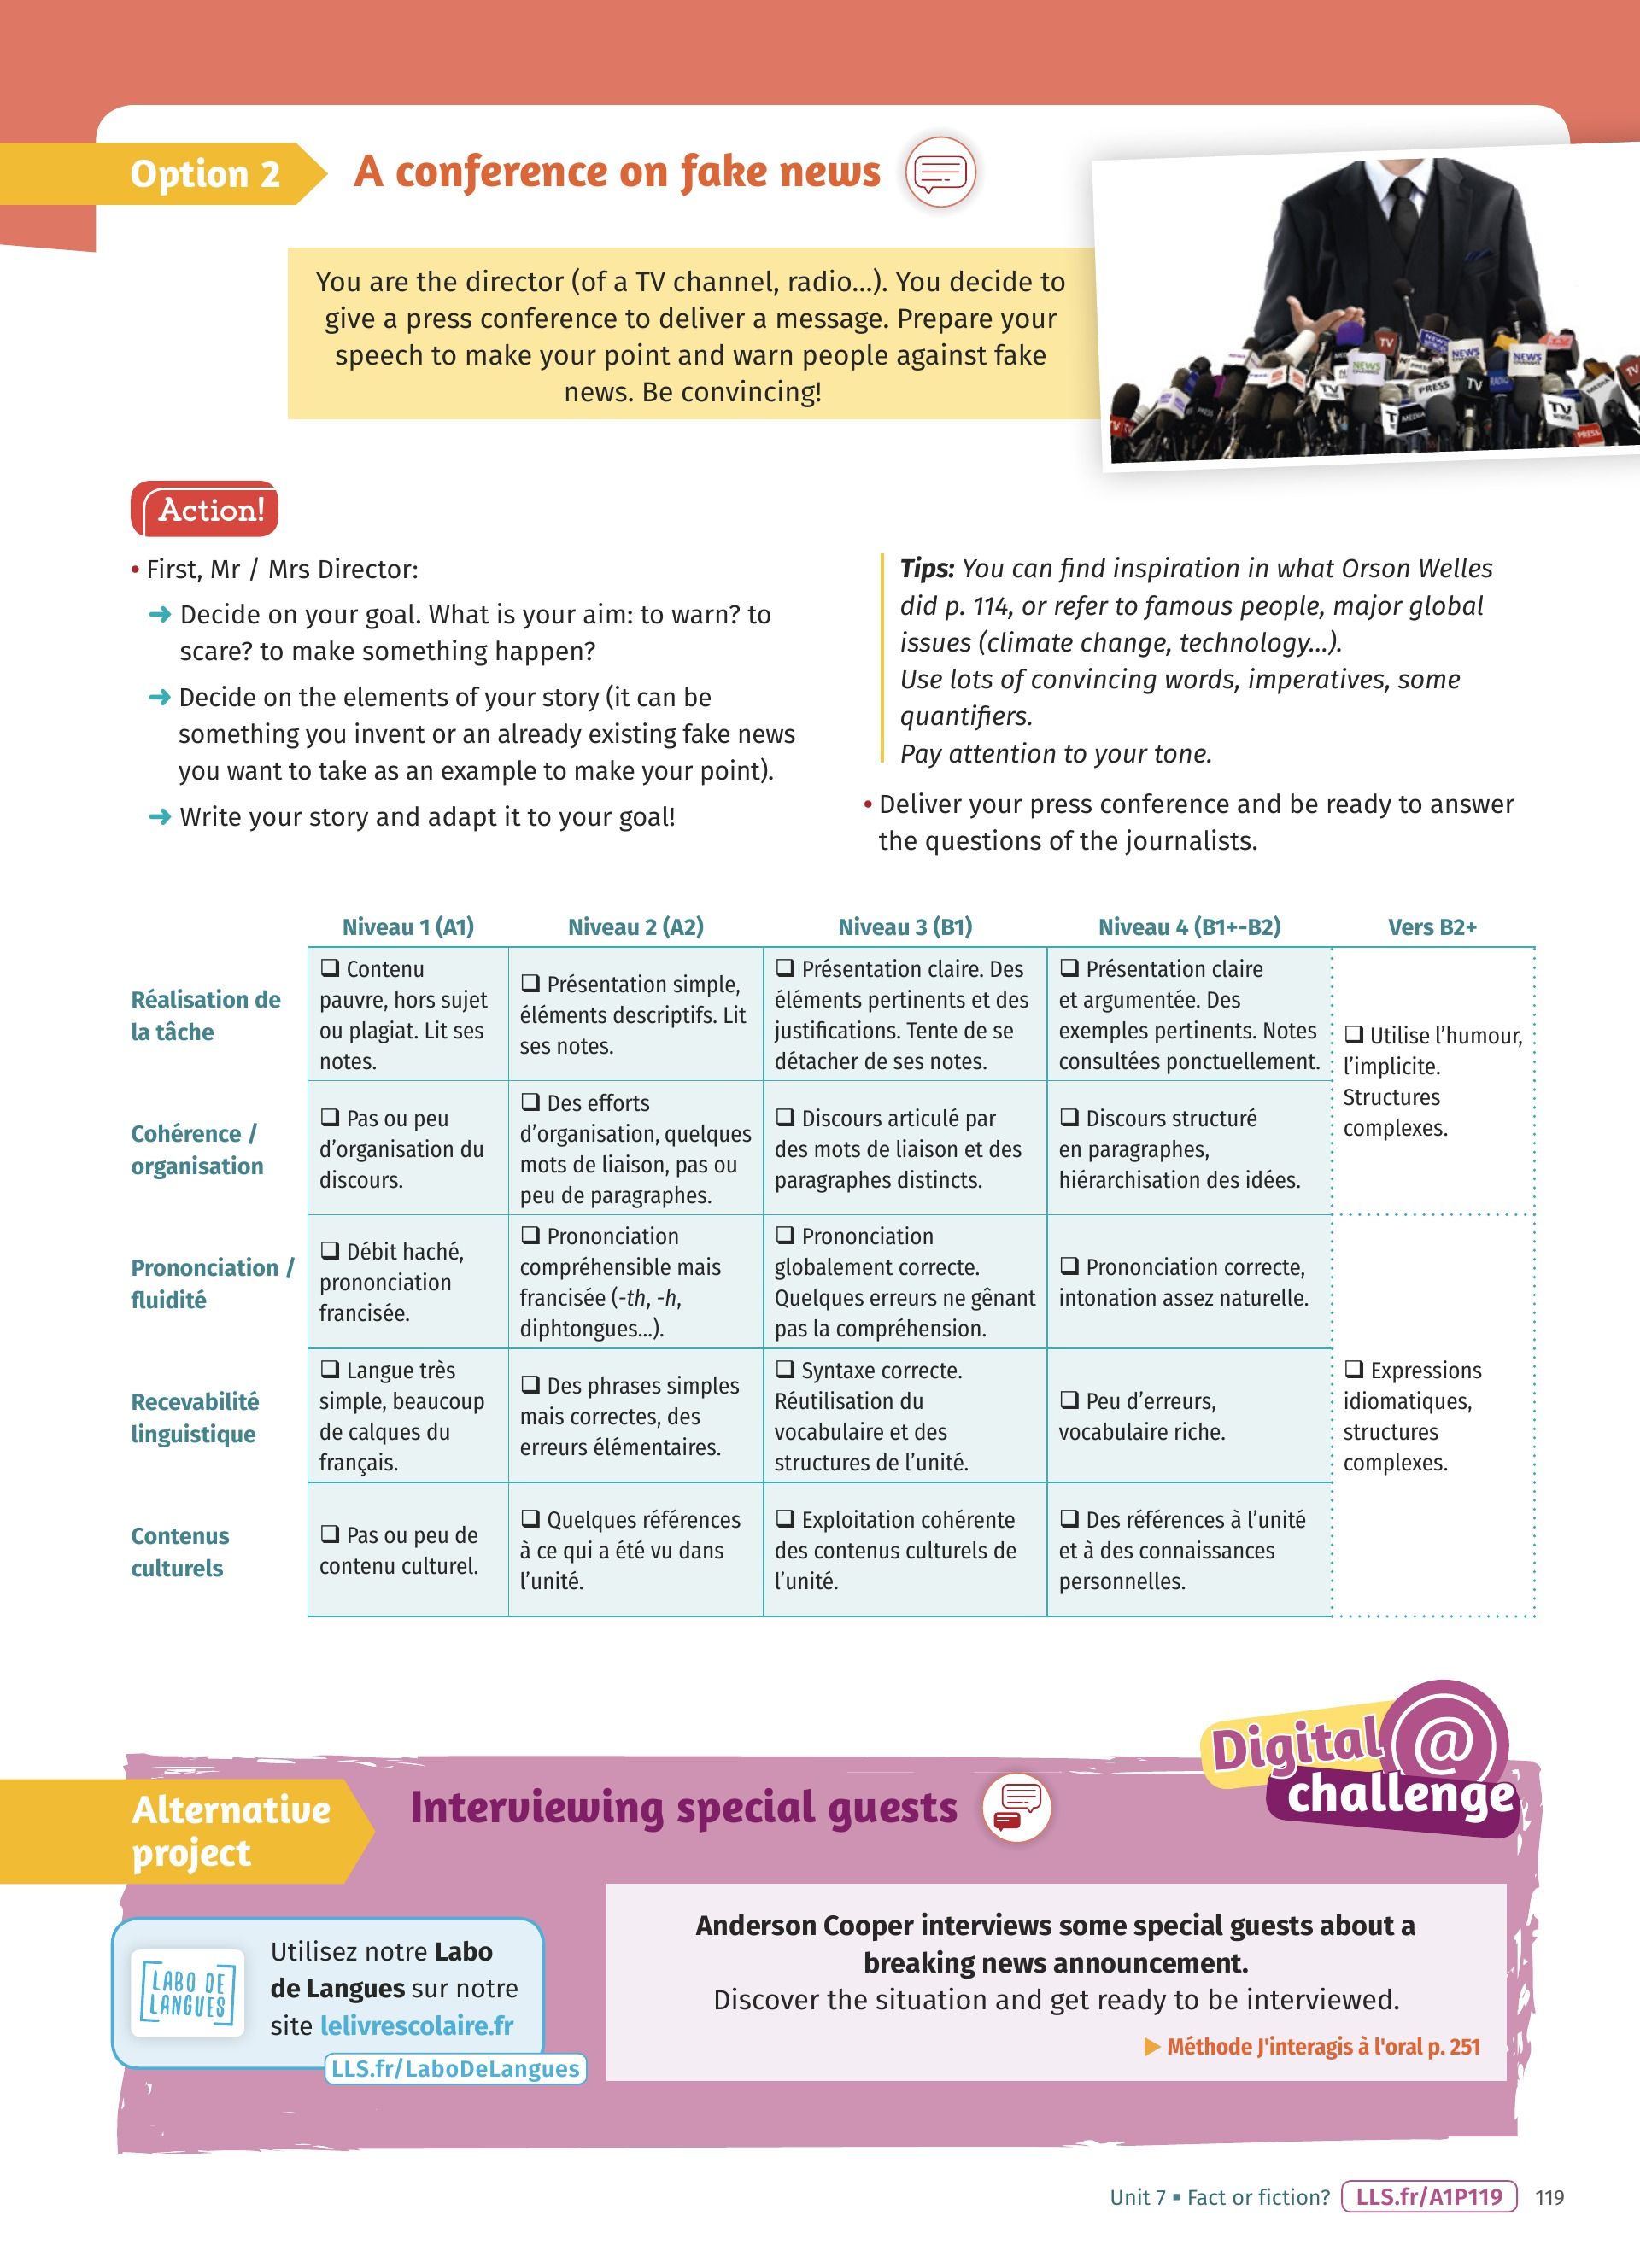 Option 2
A conference on fake news
You are the director (of a TV channel, radio...). You decide to
give a press conference to deliver a message. Prepare your
speech to make your point and warn people against fake
news. Be convincing!
TV
NEWS
NEWS
NEWS
TV
PRESS
TV
TV
MEDIA
PRESS
Action!
• First, Mr / Mrs Director:
➜ Decide on your goal. What is your aim: to warn? to
scare? to make something happen?
➜ Decide on the elements of your story (it can be
something you invent or an already existing fake news
you want to take as an example to make your point).
➜ Write your story and adapt it to your goal!
Tips: You can find inspiration in what Orson Welles
did p. 114, or refer to famous people, major global
issues (climate change, technology...).
Use lots of convincing words, imperatives, some
quantifiers.
Pay attention to your tone.
• Deliver your press conference and be ready to answer
the questions of the journalists.
Niveau 1 (A1) Niveau 2 (A2) Niveau 3 (B1) Niveau 4 (B1+-B2) Vers B2+
Réalisation de
la tâche
❑ Contenu
pauvre, hors sujet
ou plagiat. Lit ses
notes.
❑ Présentation simple,
éléments descriptifs. Lit
ses notes.
❑ Présentation claire. Des
éléments pertinents et des
justifications. Tente de se
détacher de ses notes.
❑ Présentation claire
et argumentée. Des
exemples pertinents. Notes
consultées ponctuellement.
❑ Utilise l'humour,
l'implicite.
Structures
complexes.
Cohérence /
organisation
❑ Pas ou peu
d'organisation du
discours.
❑ Des efforts
d'organisation, quelques
mots de liaison, pas ou
peu de paragraphes.
❑ Discours articulé par
des mots de liaison et des
paragraphes distincts.
❑ Discours structuré
en paragraphes,
hiérarchisation des idées.
Prononciation /
fluidité
❑ Débit haché,
prononciation
francisée.
❑ Prononciation
compréhensible mais
francisée (-th, -h,
diphtongues...).
❑ Prononciation
globalement correcte.
Quelques erreurs ne gênant
pas la compréhension.
❑ Prononciation correcte,
intonation assez naturelle.
❑ Expressions
idiomatiques,
structures
complexes.
Recevabilité
linguistique
❑ Langue très
simple, beaucoup
de calques du
français.
❑ Des phrases simples
mais correctes, des
erreurs élémentaires.
❑ Syntaxe correcte.
Réutilisation du
vocabulaire et des
structures de l'unité.
❑ Peu d'erreurs,
vocabulaire riche.
Contenus
culturels
❑ Pas ou peu de
contenu culturel.
❑ Quelques références
à ce qui a été vu dans
l'unité.
❑ Exploitation cohérente
des contenus culturels de
l'unité.
❑ Des références à l'unité
et à des connaissances
personnelles.
Digital @
challenge
Alternative
project
Interviewing special guests
LABO DE
LANGUES
Utilisez notre Labo
de Langues sur notre
site lelivrescolaire.fr
LLS.fr/LaboDeLangues
Anderson Cooper interviews some special guests about a
breaking news announcement.
Discover the situation and get ready to be interviewed.
▶ Méthode J'interagis à l'oral p. 251
Unit 7 ▪ Fact or fiction? LLS.fr/A1P119 119